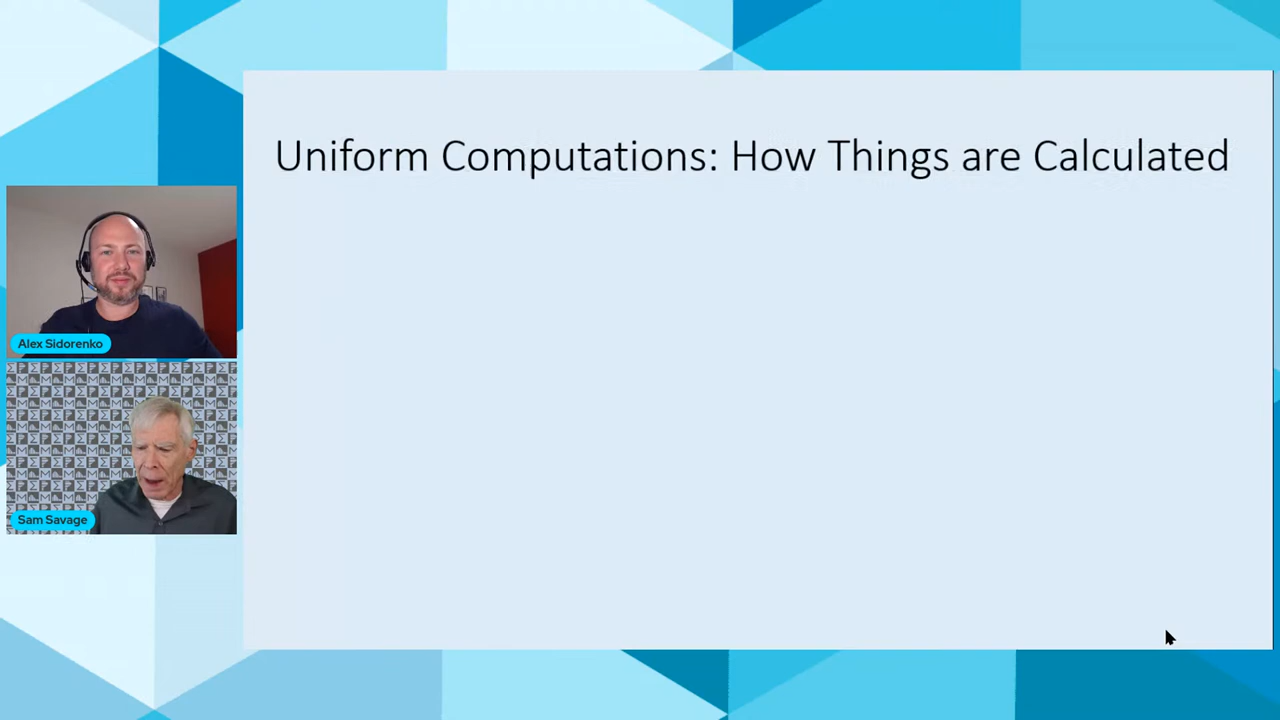 Uniform Computations: How Things are Calculated
Alex Sidorenko
Sam Savage